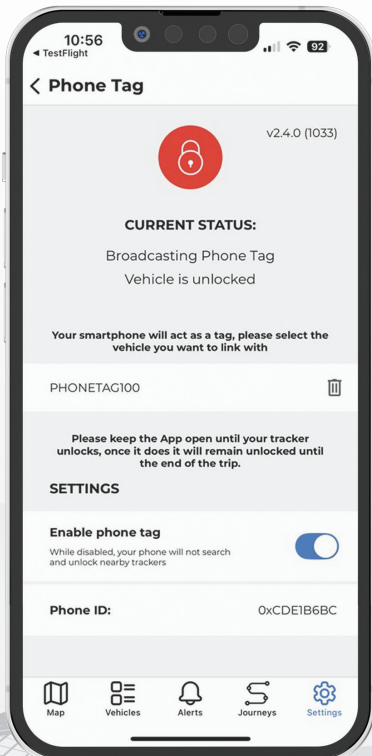 10:56
92
◄ TestFlight
Phone Tag
v2.4.0 (1033)
CURRENT STATUS:
Broadcasting Phone Tag
Vehicle is unlocked
Your smartphone will act as a tag, please select the
vehicle you want to link with
PHONETAG100
Please keep the App open until your tracker
unlocks, once it does it will remain unlocked until
the end of the trip.
SETTINGS
Enable phone tag
While disabled, your phone will not search
and unlock nearby trackers
Phone ID:
0xCDE1B6BC
Map
Vehicles
Alerts
Journeys
Settings